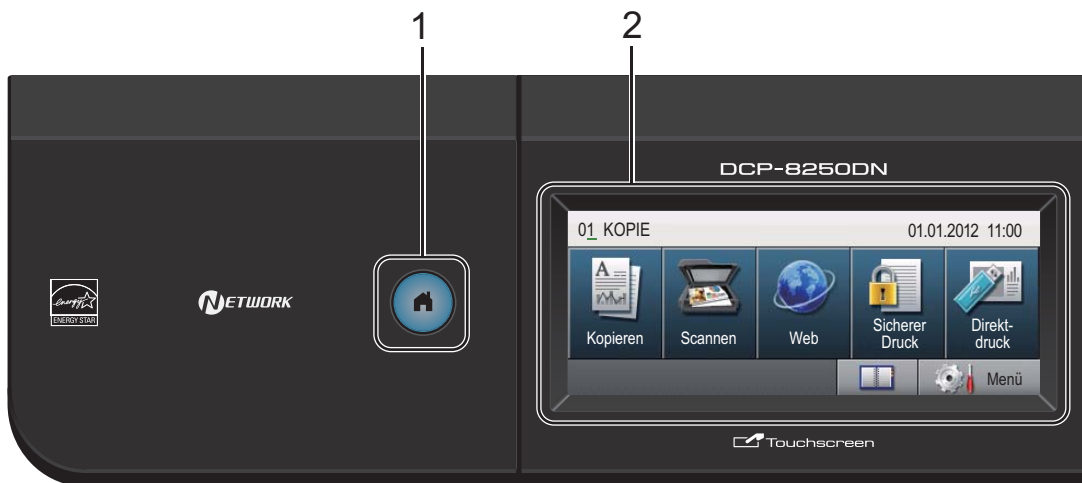 1
2
DCP-8250DN
01 KOPIE
01.01.2012 11:00
A
Kopieren
Scannen
Web
Sicherer
Druck
Direkt-
druck
Menü
energy
ENERGY STAR
NETWORK
Touchscreen